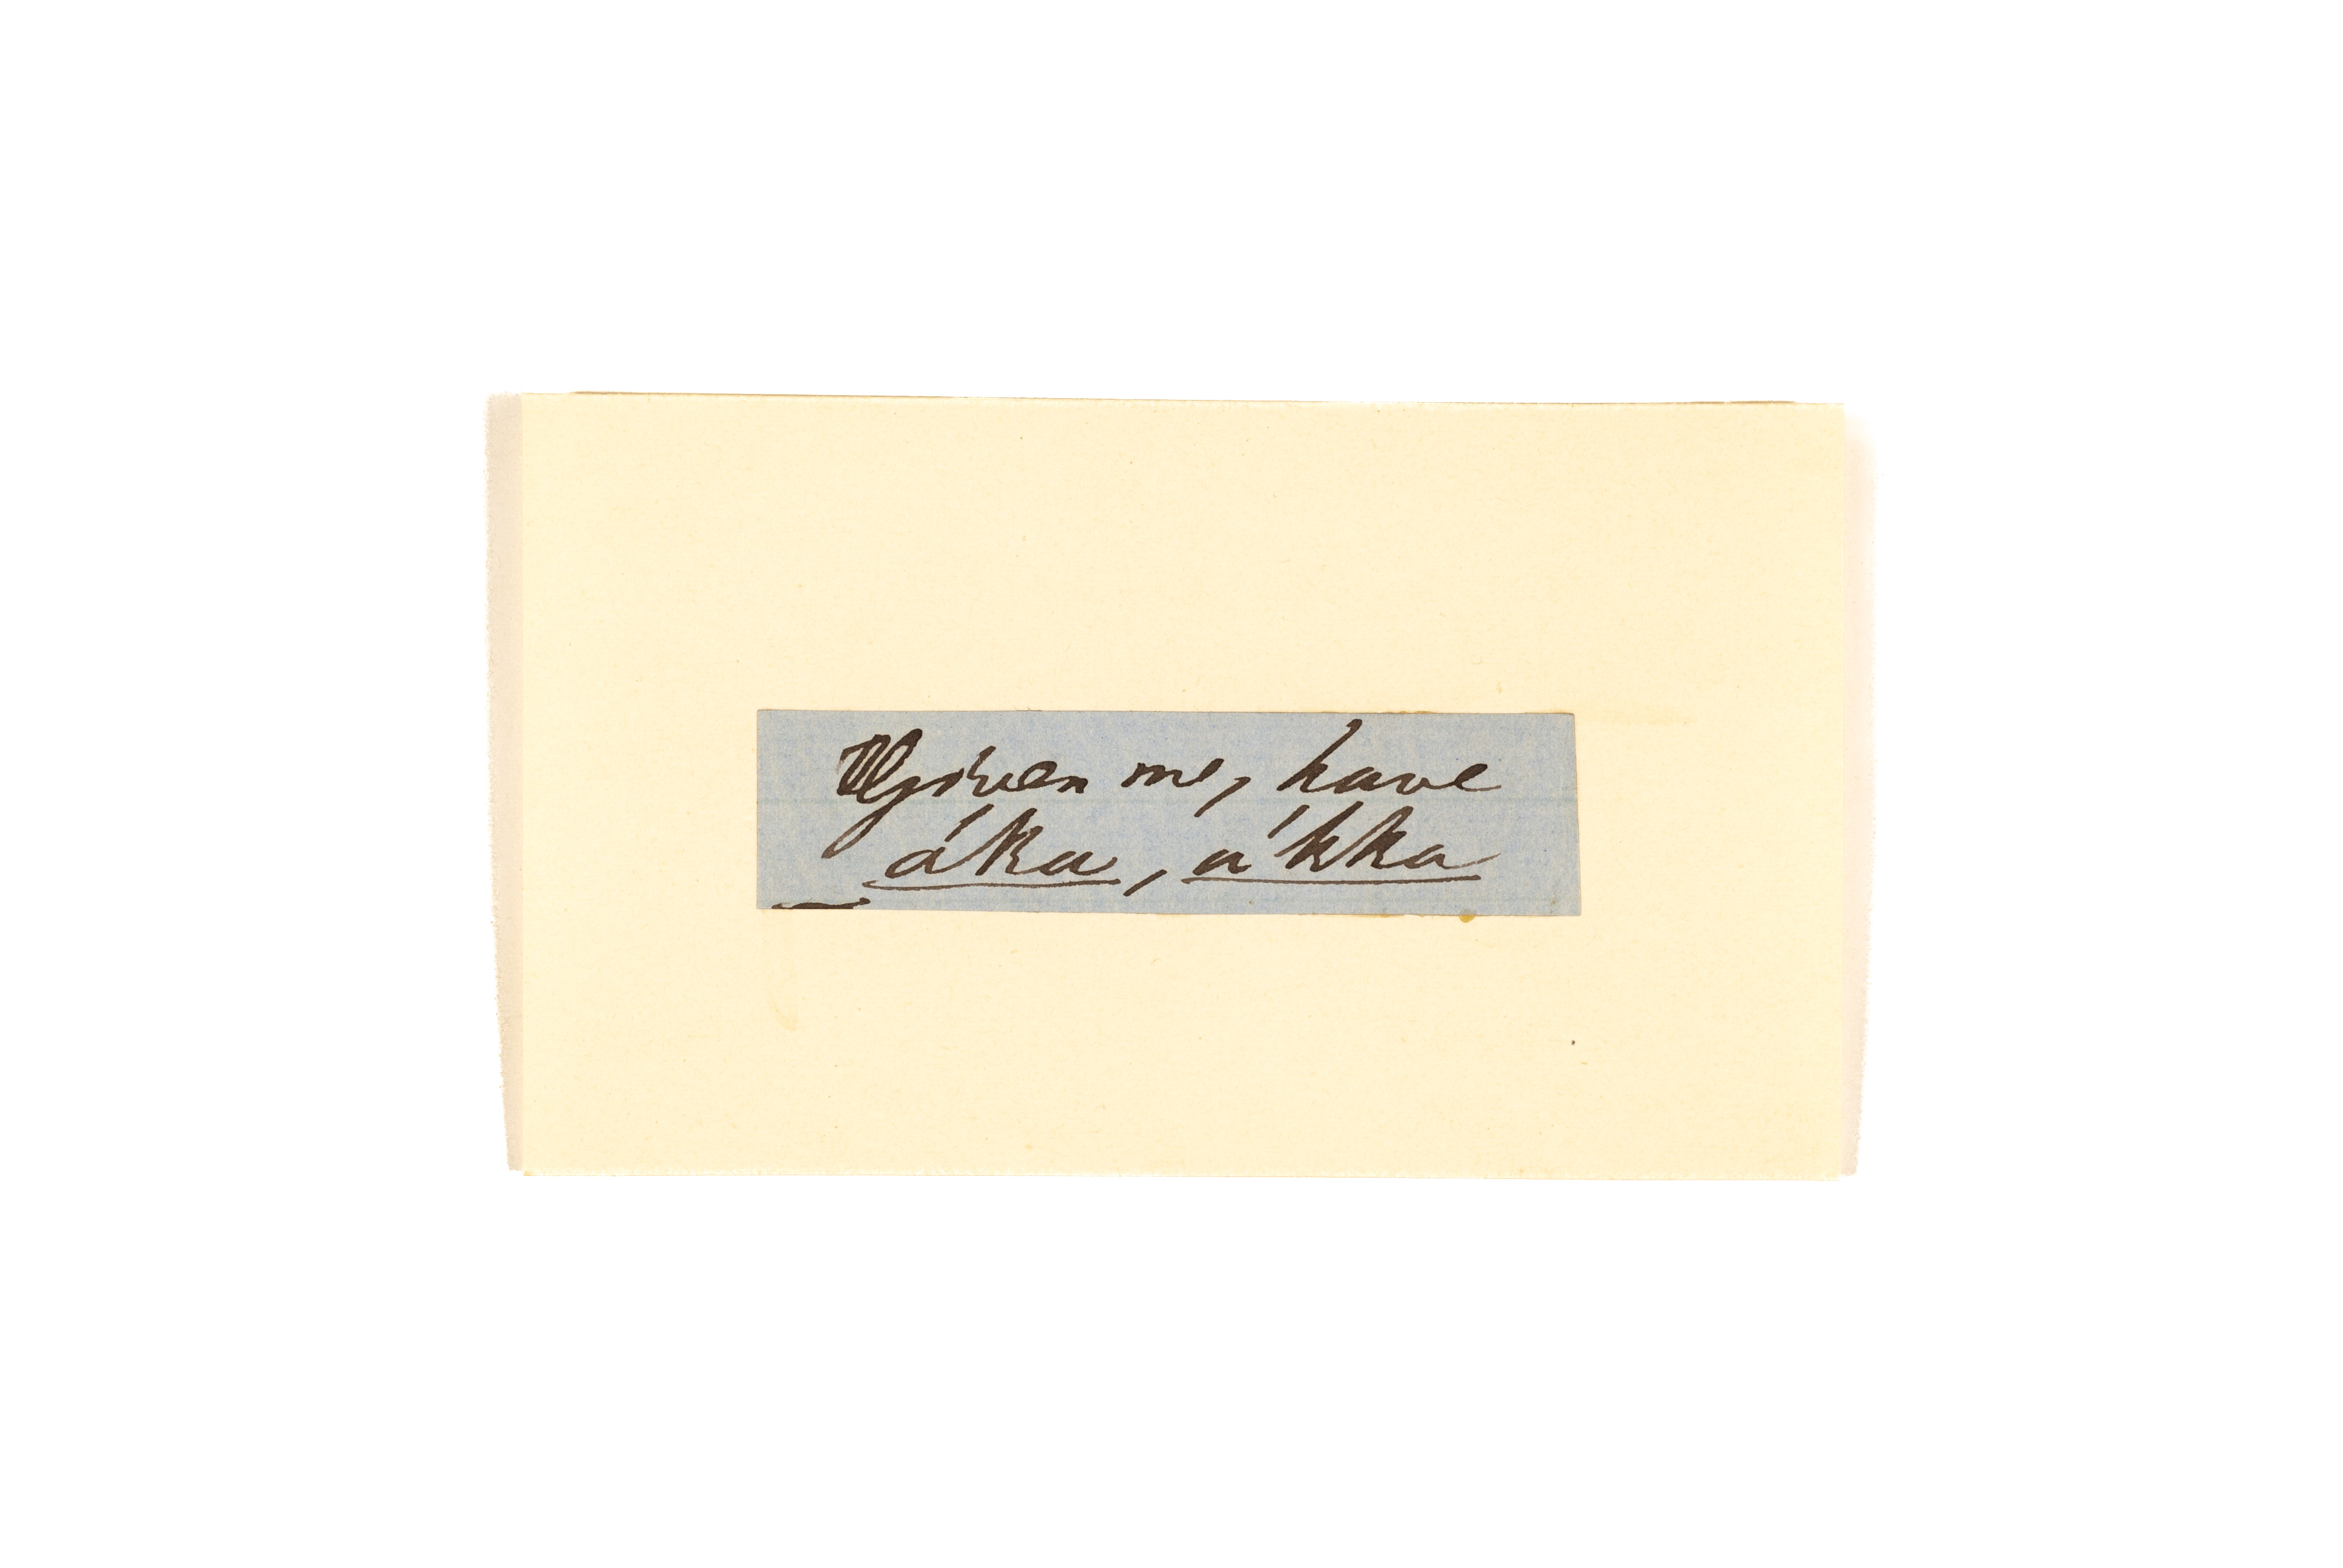 given me, have
áka, a'kka